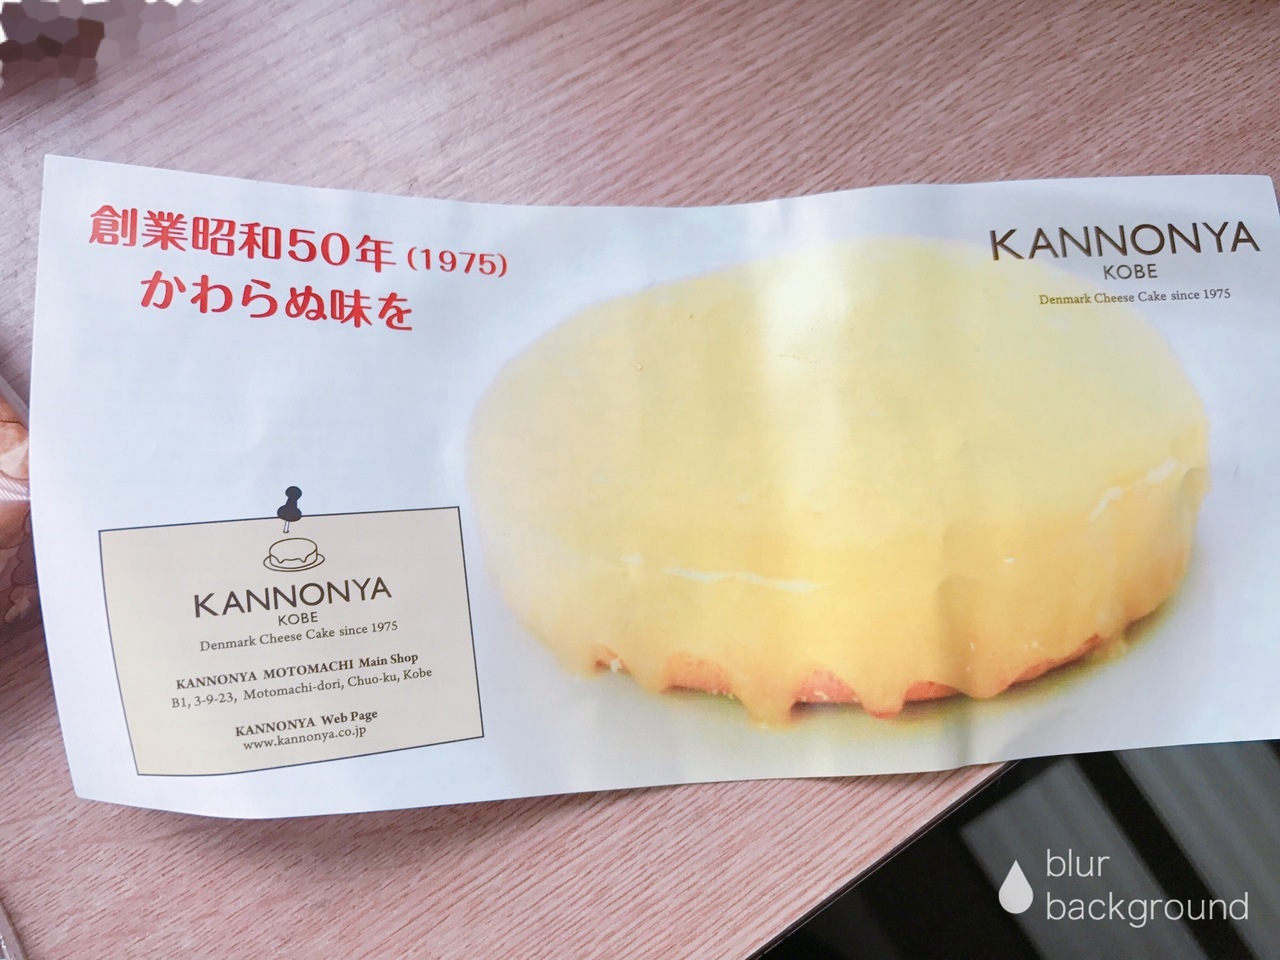 創業昭和50年(1975)
かわらぬ味を
KANNONYA
KOBE
Denmark Cheese Cake since 1975
KANNONYA
KOBE
Denmark Cheese Cake since 1975
KANNONYA MOTOMACHI Main Shop
B1, 3-9-23, Motomachi-dori, Chuo-ku, Kobe
KANNONYA Web Page
www.kannonya.co.jp
blur
background